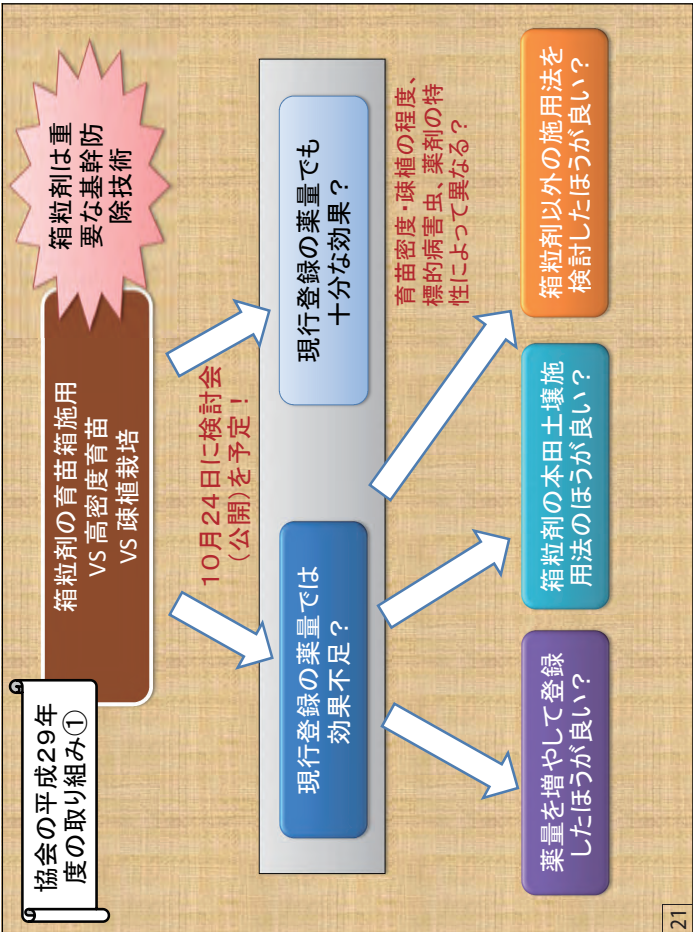 協会の平成29年
度の取り組み①
箱粒剤の育苗箱施用
VS 高密度育苗
VS 疎植栽培
箱粒剤は重
要な基幹防
除技術
10月24日に検討会
（公開）を予定！
現行登録の薬量では
効果不足？
現行登録の薬量でも
十分な効果？
育苗密度・疎植の程度、
標的病害虫、薬剤の特
性によって異なる？
薬量を増やして登録
したほうが良い？
箱粒剤の本田土壌施
用法のほうが良い？
箱粒剤以外の施用法を
検討したほうが良い？
21